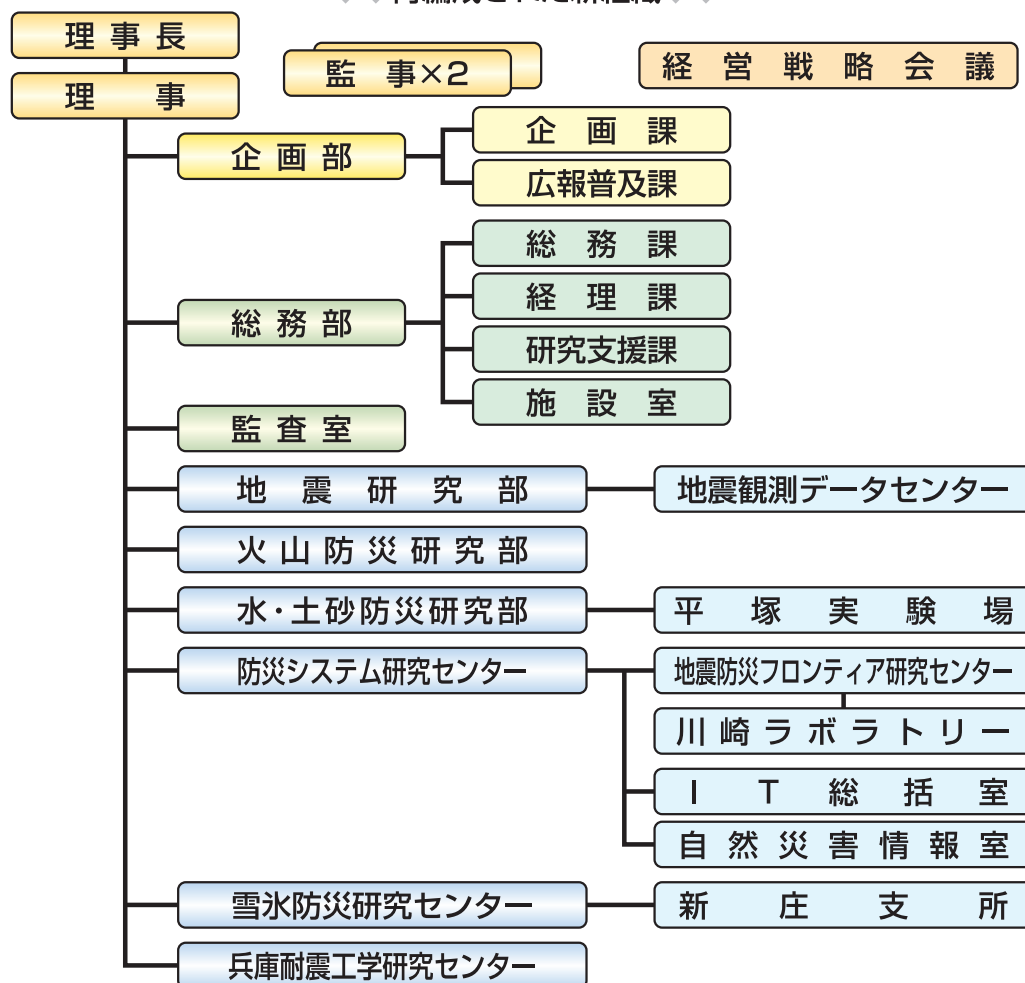 理事長
監事×2
経営戦略会議
理事
企画部
企画課
広報普及課
総務部
総務課
経理課
研究支援課
施設室
監査室
地震研究部
地震観測データセンター
火山防災研究部
水・土砂防災研究部
平塚実験場
防災システム研究センター
地震防災フロンティア研究センター
川崎ラボラトリー
IT総括室
自然災害情報室
雪氷防災研究センター
新庄支所
兵庫耐震工学研究センター